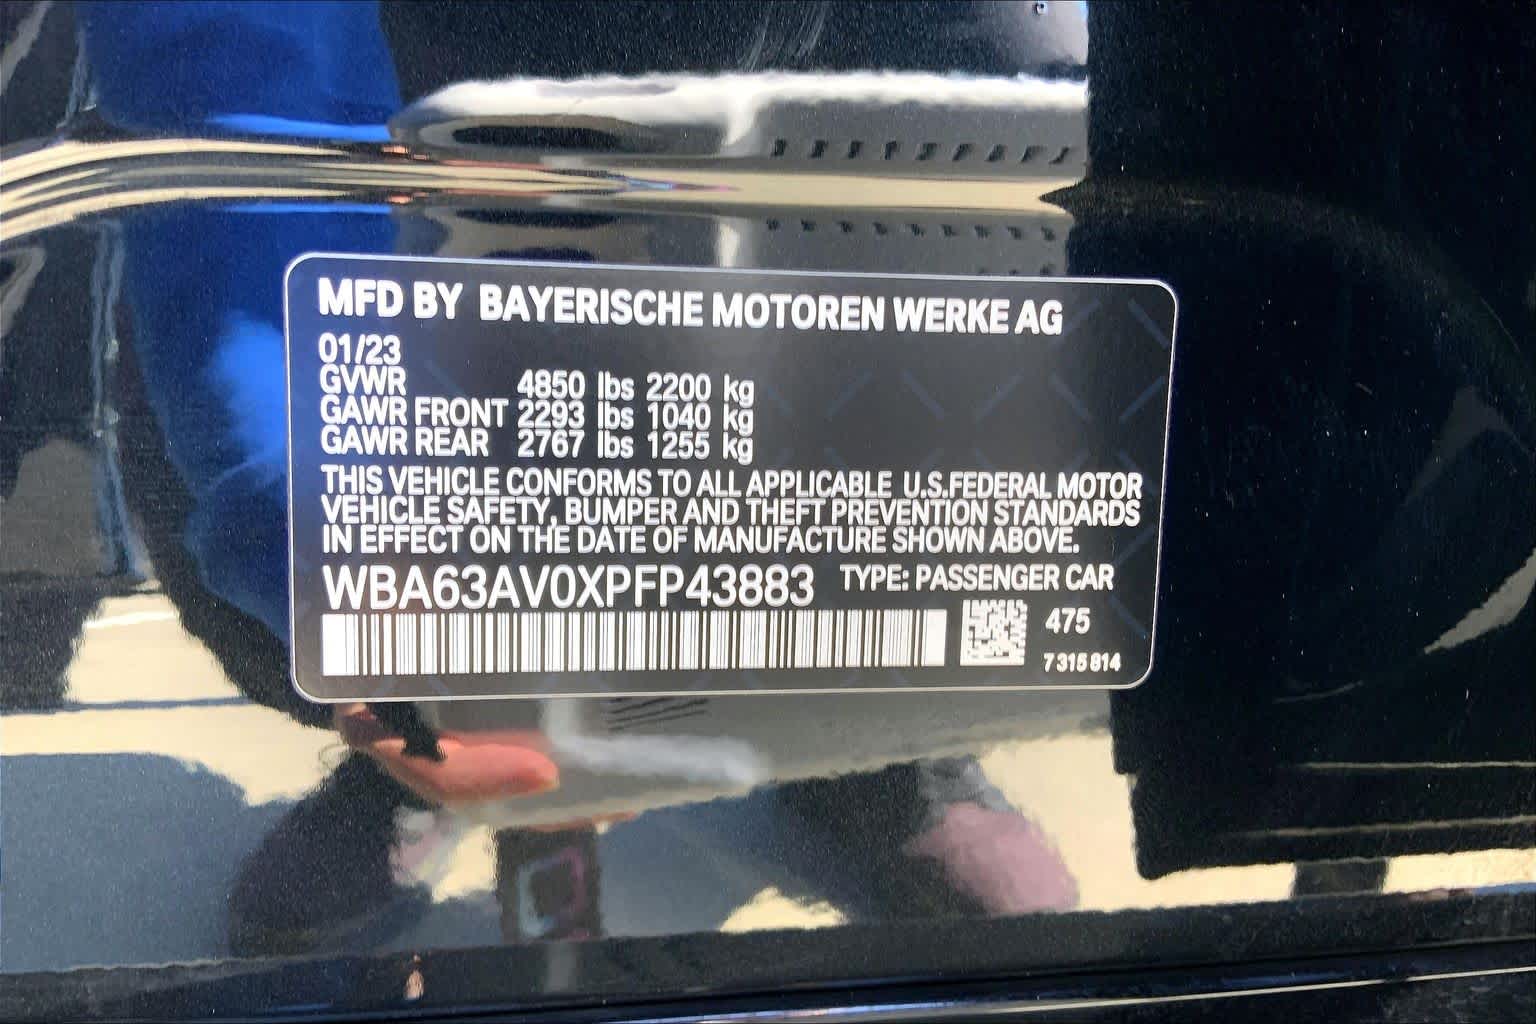 MFD BY BAYERISCHE MOTOREN WERKE AG
01/23
GVWR 4850 lbs 2200 kg
GAWR FRONT 2293 lbs 1040 kg
GAWR REAR 2767 lbs 1255 kg
THIS VEHICLE CONFORMS TO ALL APPLICABLE U.S.FEDERAL MOTOR
VEHICLE SAFETY, BUMPER AND THEFT PREVENTION STANDARDS
IN EFFECT ON THE DATE OF MANUFACTURE SHOWN ABOVE.
WBA63AV0XPFP43883 TYPE: PASSENGER CAR
475
7 315 814